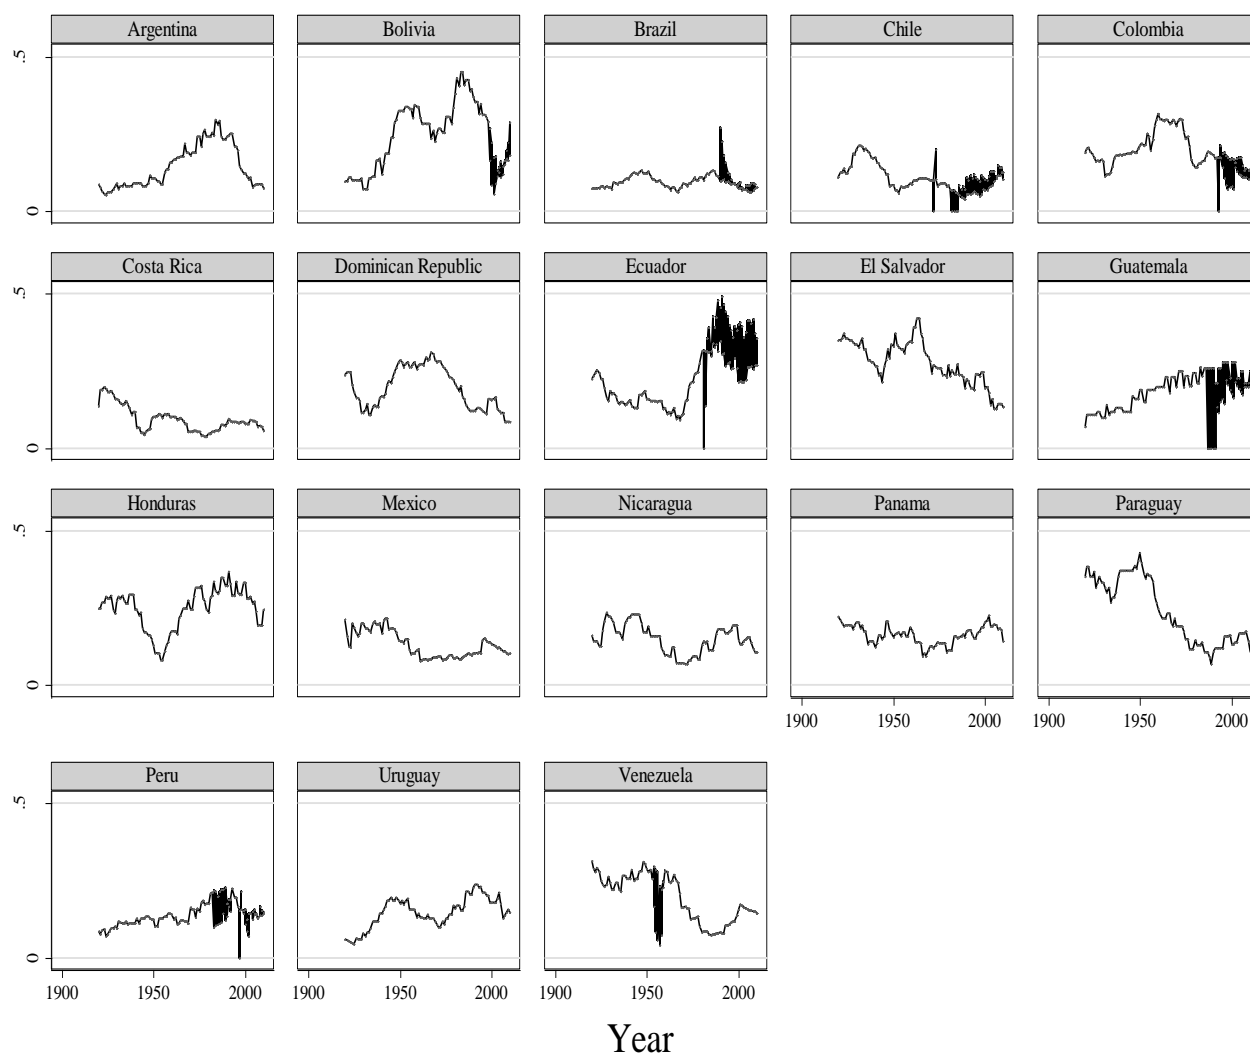 Argentina Bolivia Brazil Chile Colombia
.5
0
Costa Rica Dominican Republic Ecuador El Salvador Guatemala
.5
0
Honduras Mexico Nicaragua Panama Paraguay
.5
0
1900 1950 2000 1900 1950 2000
Peru Uruguay Venezuela
.5
0
1900 1950 2000 1900 1950 2000 1900 1950 2000
Year